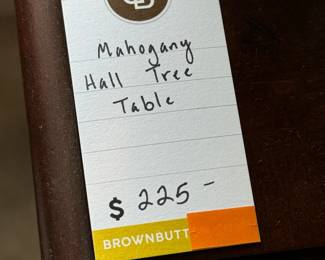 Mahogany
Hall Tree
Table
$ 225-
BROWNBUTT